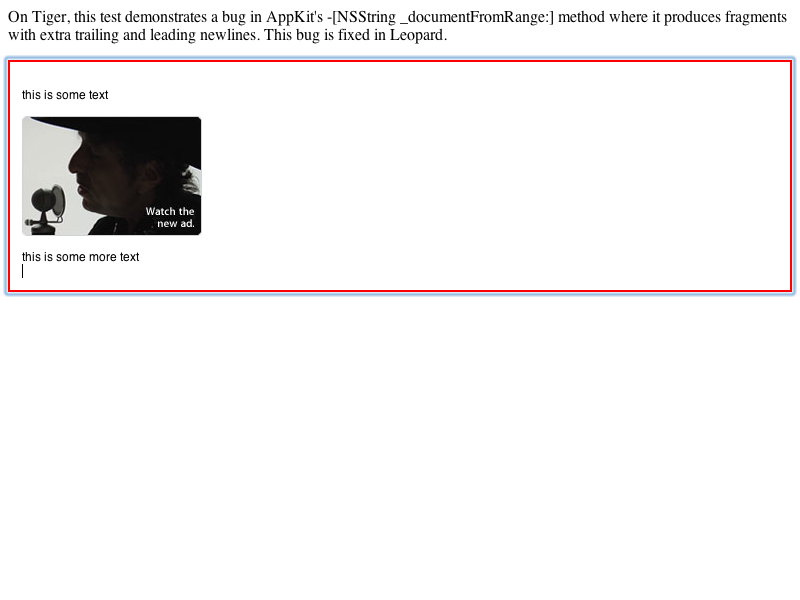 On Tiger, this test demonstrates a bug in AppKit's -[NSString _documentFromRange:] method where it produces fragments
with extra trailing and leading newlines. This bug is fixed in Leopard.
this is some text
Watch the
new ad.
this is some more text